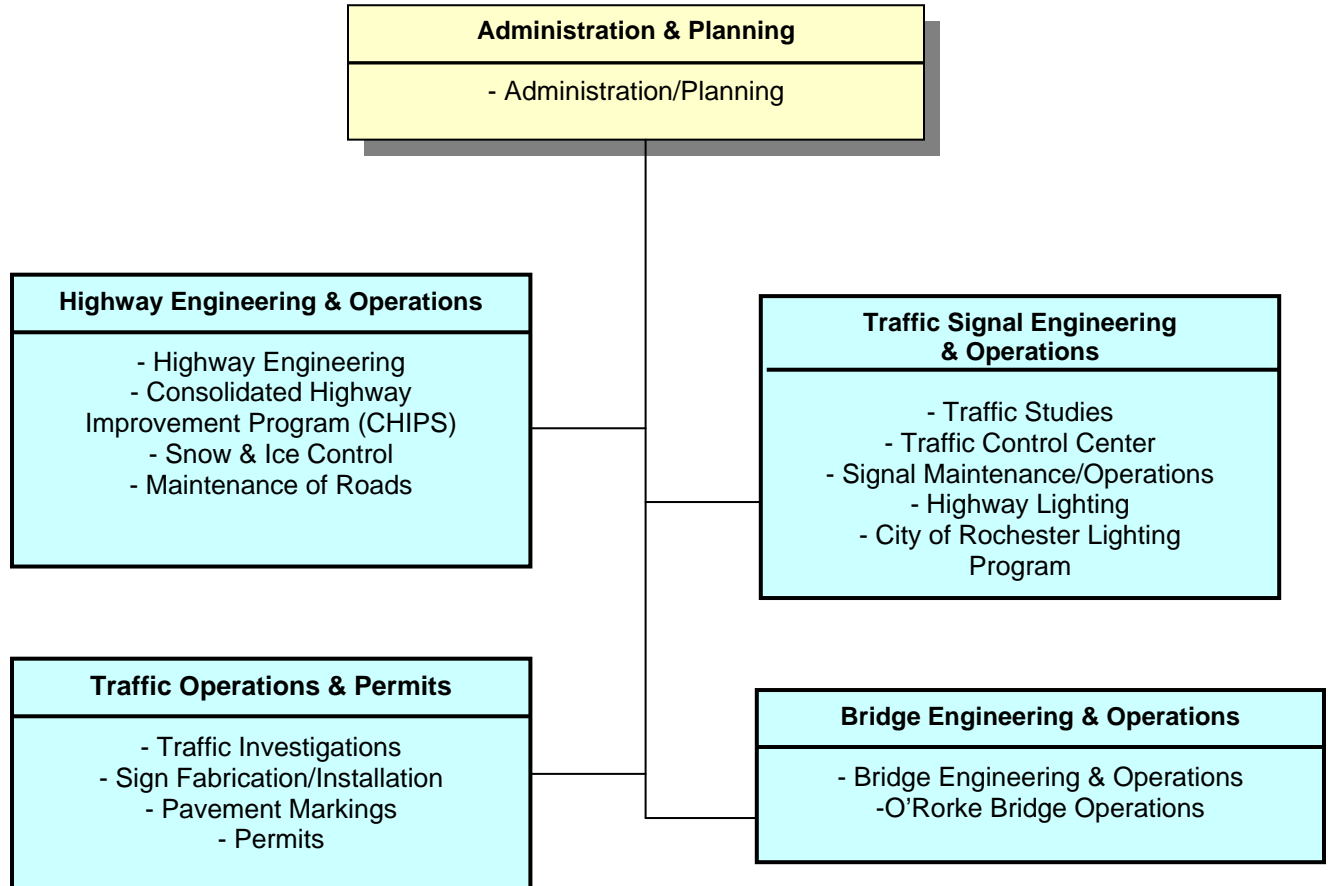 Administration & Planning
- Administration/Planning
Highway Engineering & Operations
- Highway Engineering
- Consolidated Highway
Improvement Program (CHIPS)
- Snow & Ice Control
- Maintenance of Roads
Traffic Signal Engineering
& Operations
- Traffic Studies
- Traffic Control Center
- Signal Maintenance/Operations
- Highway Lighting
- City of Rochester Lighting
Program
Traffic Operations & Permits
- Traffic Investigations
- Sign Fabrication/Installation
- Pavement Markings
- Permits
Bridge Engineering & Operations
- Bridge Engineering & Operations
-O’Rorke Bridge Operations